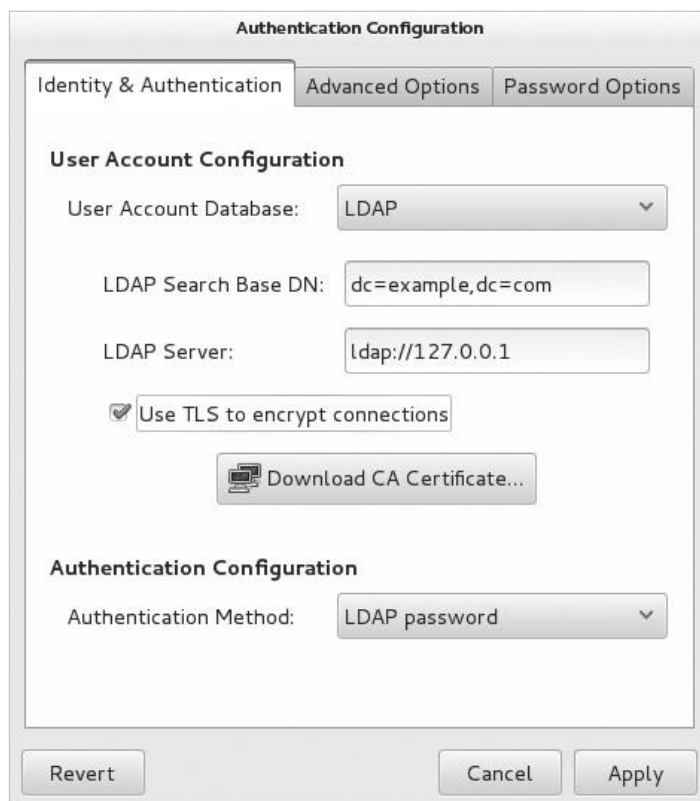 Authentication Configuration
Identity & Authentication
Advanced Options
Password Options
User Account Configuration
User Account Database:
LDAP
LDAP Search Base DN:
dc=example,dc=com
LDAP Server:
ldap://127.0.0.1
Use TLS to encrypt connections
Download CA Certificate...
Authentication Configuration
Authentication Method:
LDAP password
Revert
Cancel
Apply